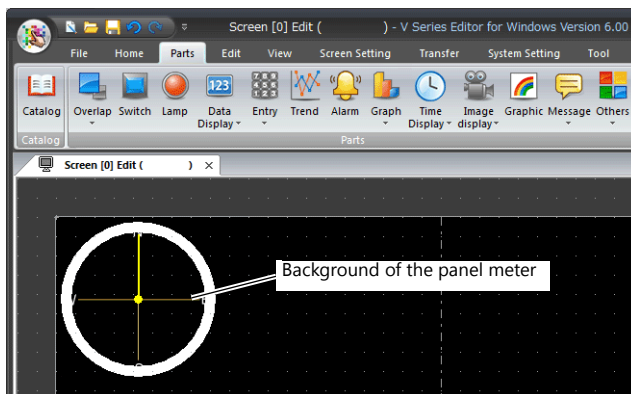 Screen [0] Edit ( ) - V Series Editor for Windows Version 6.00
File Home Parts Edit View Screen Setting Transfer System Setting Tool
123
Catalog Overlap Switch Lamp Data Display Entry Trend Alarm Graph Time Display Image display Graphic Message Others
Catalog Parts
Screen [0] Edit ( ) ×
Background of the panel meter